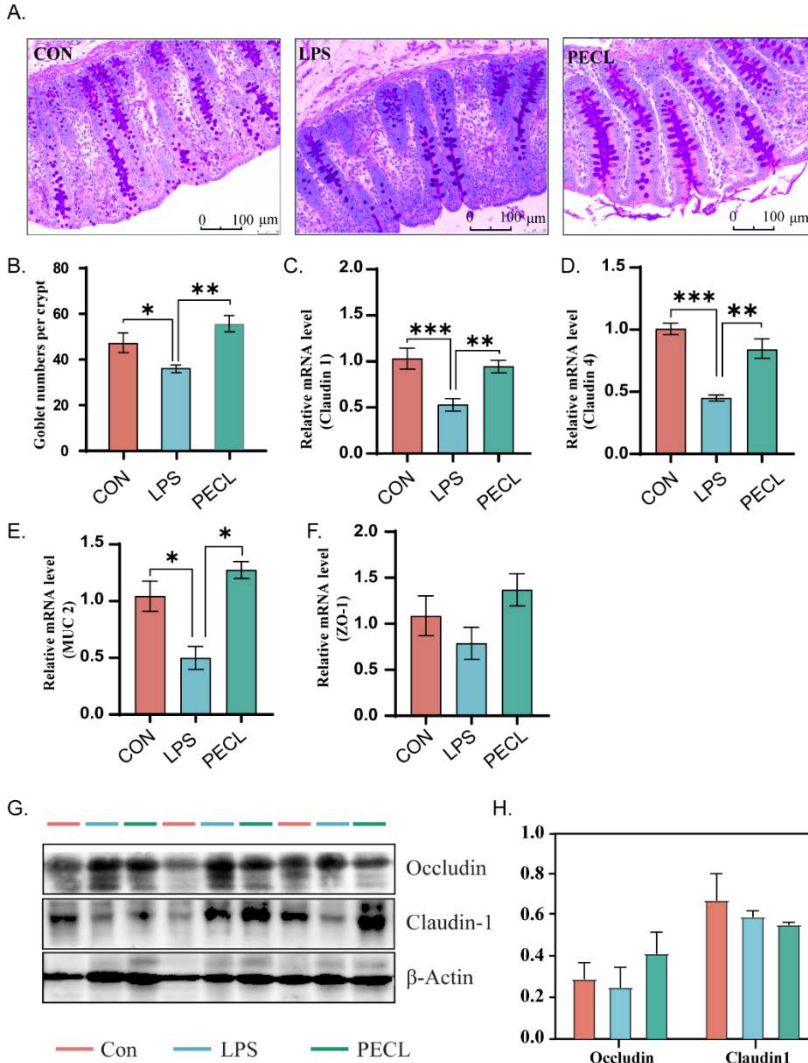 A.
CON
LPS
PECL
0 100 μm
0 100 μm
0 100 μm
B.
Goblet numbers per crypt
80
60
40
20
0
* **
CON LPS PECL
C.
Relative mRNA level
(Claudin 1)
2.0
1.5
1.0
0.5
0.0
*** **
CON LPS PECL
D.
Relative mRNA level
(Claudin 4)
1.5
1.0
0.5
0.0
*** **
CON LPS PECL
E.
Relative mRNA level
(MUC 2)
1.5
1.0
0.5
0.0
* *
CON LPS PECL
F.
Relative mRNA level
(ZO-1)
2.0
1.5
1.0
0.5
0.0
CON LPS PECL
G.
Occludin
Claudin-1
β-Actin
Con LPS PECL
H.
1.0
0.8
0.6
0.4
0.2
0.0
Occludin Claudin1